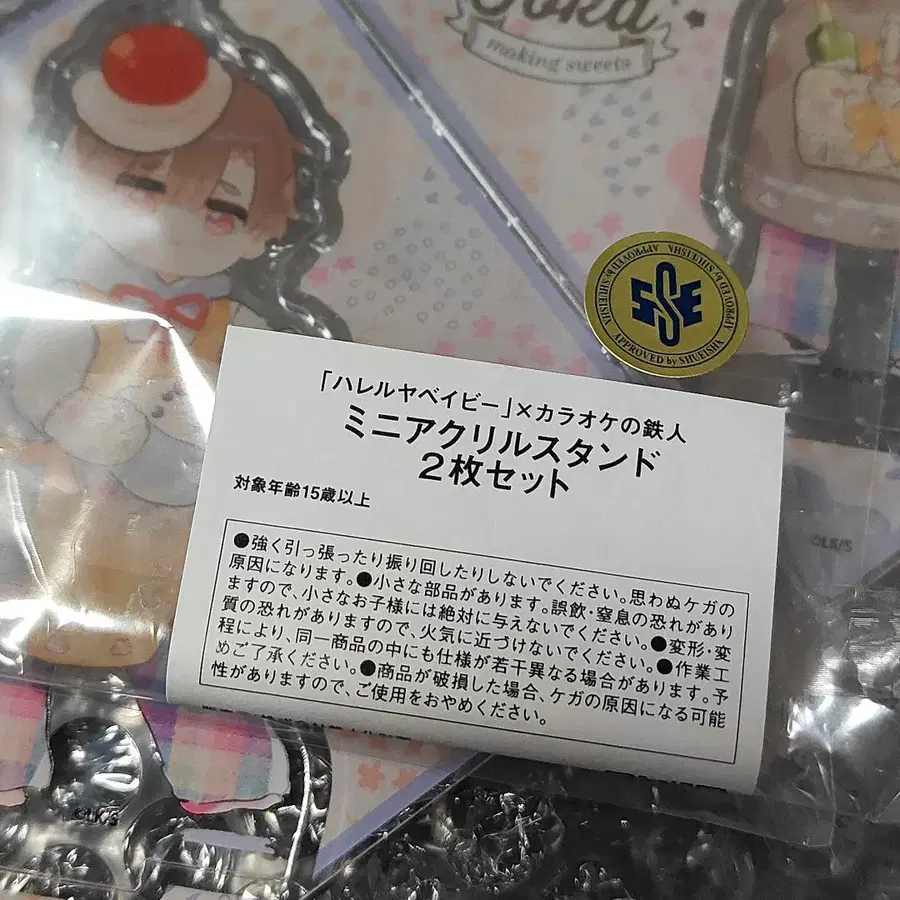 making sweets
APPROVED by SHUEISHA
APPROVED by SHUEISHA
「ハレルヤベイビー」×カラオケの鉄人
ミニアクリルスタンド
2枚セット
対象年齢15歳以上
●強く引っ張ったり振り回したりしないでください。思わぬケガの
原因になります。●小さな部品があります。誤飲・窒息の恐れがあり
ますので、小さなお子様には絶対に与えないでください。●変形・変
質の恐れがありますので、火気に近づけないでください。●作業工
程により、同一商品の中にも仕様が若干異なる場合があります。予
めご了承ください。●商品が破損した場合、ケガの原因になる可能
性がありますので、ご使用をおやめください。
©LK/S
©LK/S